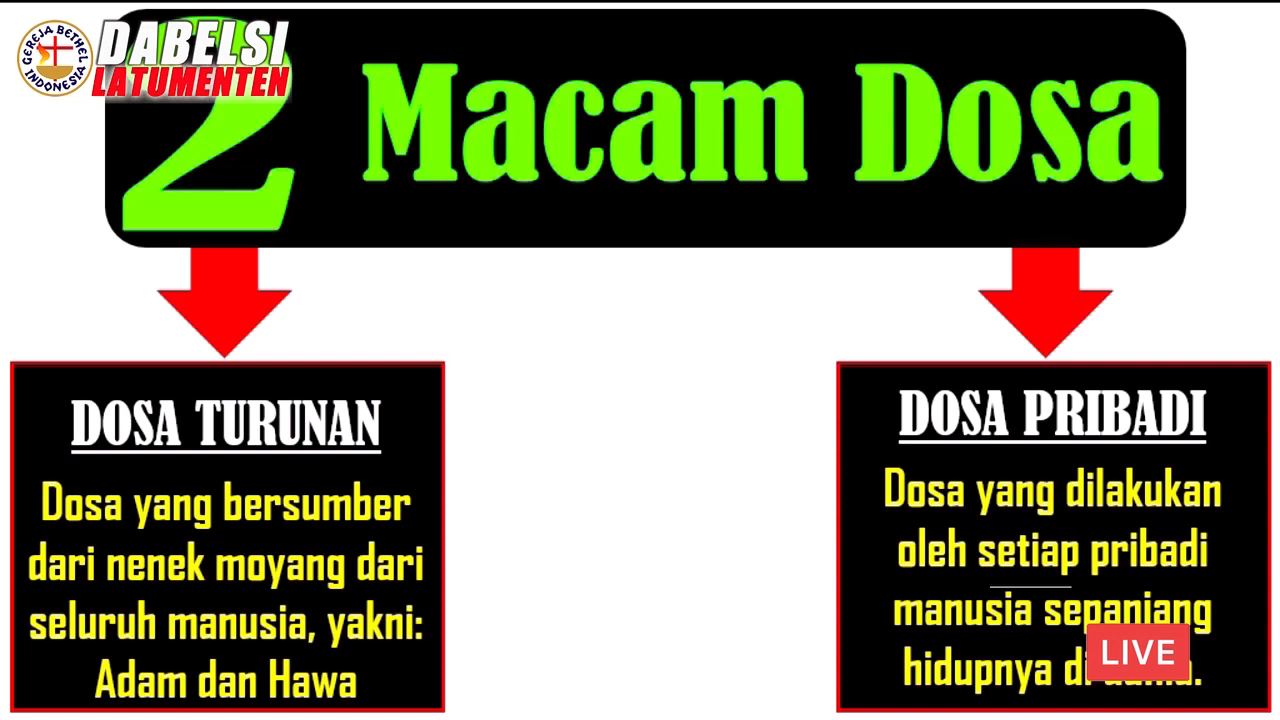 GEREJA BETHEL INDONESIA
DABELSI
LATUMENTEN
2 Macam Dosa
DOSA TURUNAN
Dosa yang bersumber
dari nenek moyang dari
seluruh manusia, yakni:
Adam dan Hawa
DOSA PRIBADI
Dosa yang dilakukan
oleh setiap pribadi
manusia sepanjang
hidupnya di
LIVE